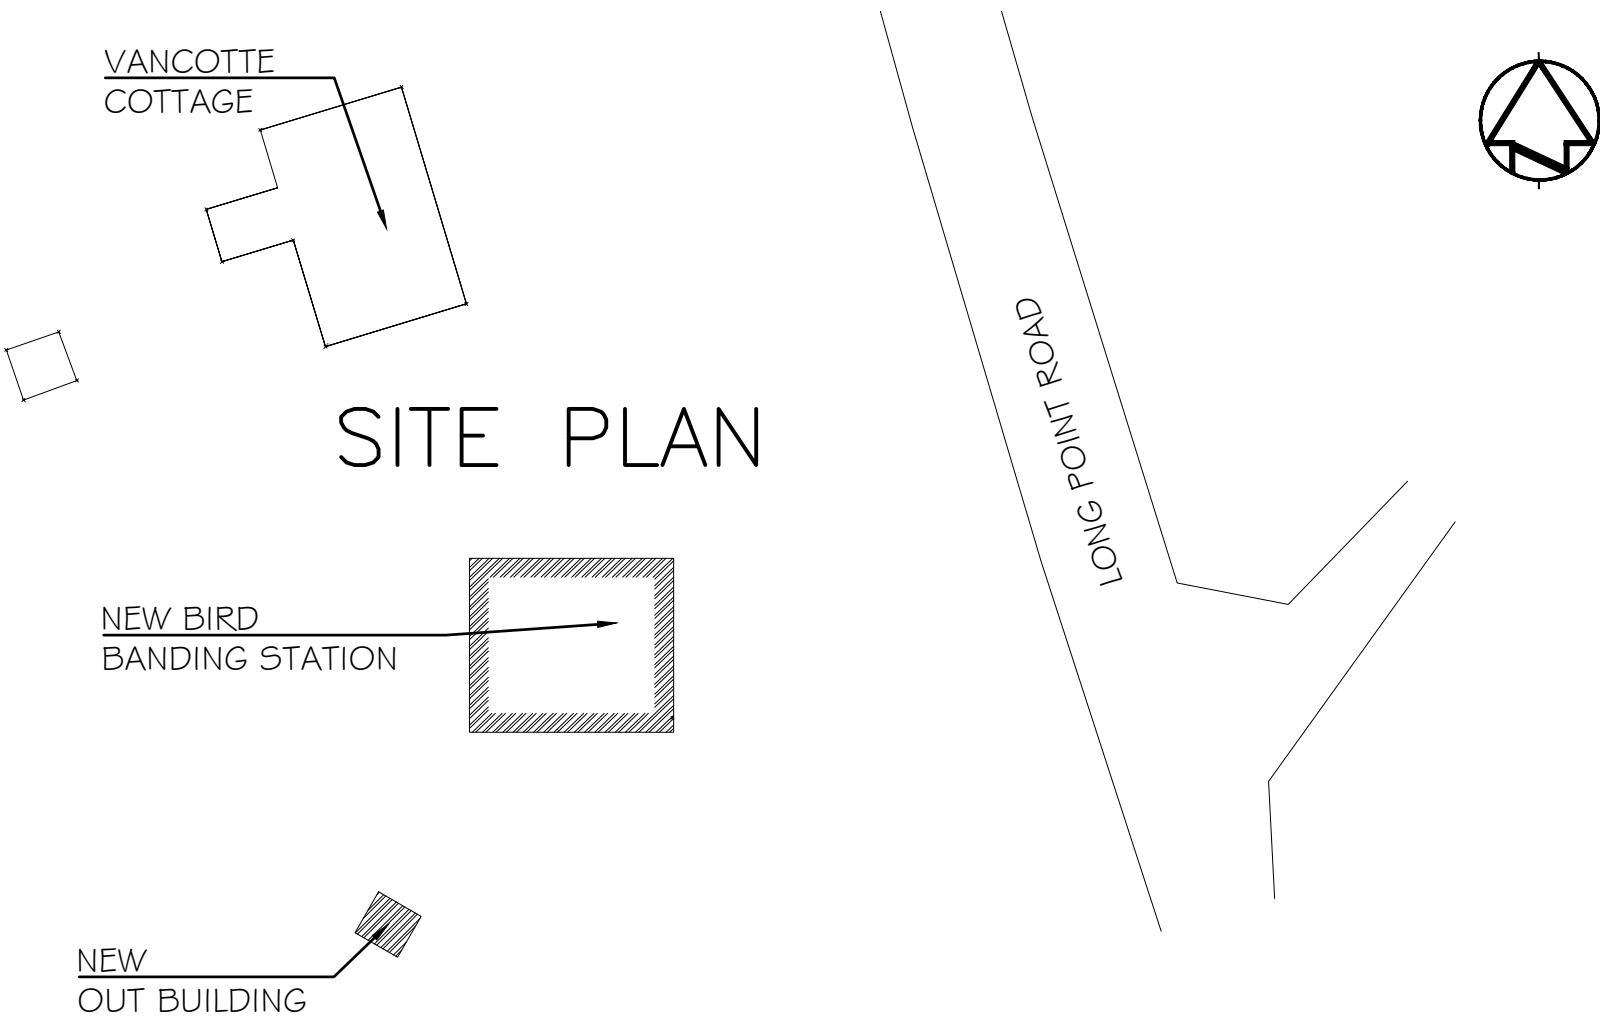 VANCOTTE
COTTAGE
N
LONG POINT ROAD
SITE PLAN
NEW BIRD
BANDING STATION
NEW
OUT BUILDING